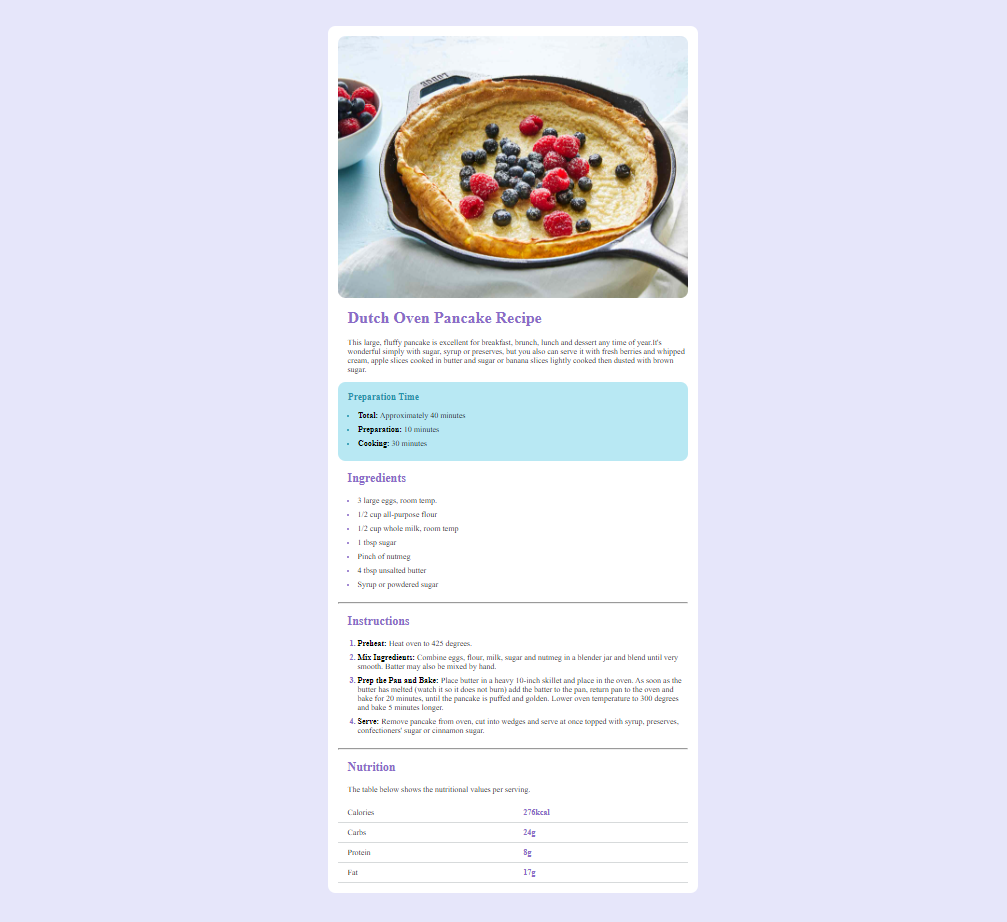 Dutch Oven Pancake Recipe
This large, fluffy pancake is excellent for breakfast, brunch, lunch and dessert any time of year.It's
wonderful simply with sugar, syrup or preserves, but you also can serve it with fresh berries and whipped
cream, apple slices cooked in butter and sugar or banana slices lightly cooked then dusted with brown
sugar.
Preparation Time
• Total: Approximately 40 minutes
• Preparation: 10 minutes
• Cooking: 30 minutes
Ingredients
• 3 large eggs, room temp.
• 1/2 cup all-purpose flour
• 1/2 cup whole milk, room temp
• 1 tbsp sugar
• Pinch of nutmeg
• 4 tbsp unsalted butter
• Syrup or powdered sugar
Instructions
1. Preheat: Heat oven to 425 degrees.
2. Mix Ingredients: Combine eggs, flour, milk, sugar and nutmeg in a blender jar and blend until very
smooth. Batter may also be mixed by hand.
3. Prep the Pan and Bake: Place butter in a heavy 10-inch skillet and place in the oven. As soon as the
butter has melted (watch it so it does not burn) add the butter to the pan, return pan to the oven and
bake for 20 minutes, until the pancake is puffed and golden. Lower oven temperature to 300 degrees
and bake 5 minutes longer.
4. Serve: Remove pancake from oven, cut into wedges and serve at once topped with syrup, preserves,
confectioners' sugar or cinnamon sugar.
Nutrition
The table below shows the nutritional values per serving.
Calories 276kcal
Carbs 24g
Protein 8g
Fat 17g